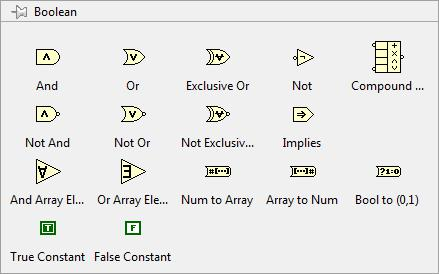 Boolean
And Or Exclusive Or Not Compound ...
Not And Not Or Not Exclusiv... Implies
And Array El... Or Array Ele... Num to Array Array to Num Bool to (0,1)
True Constant False Constant